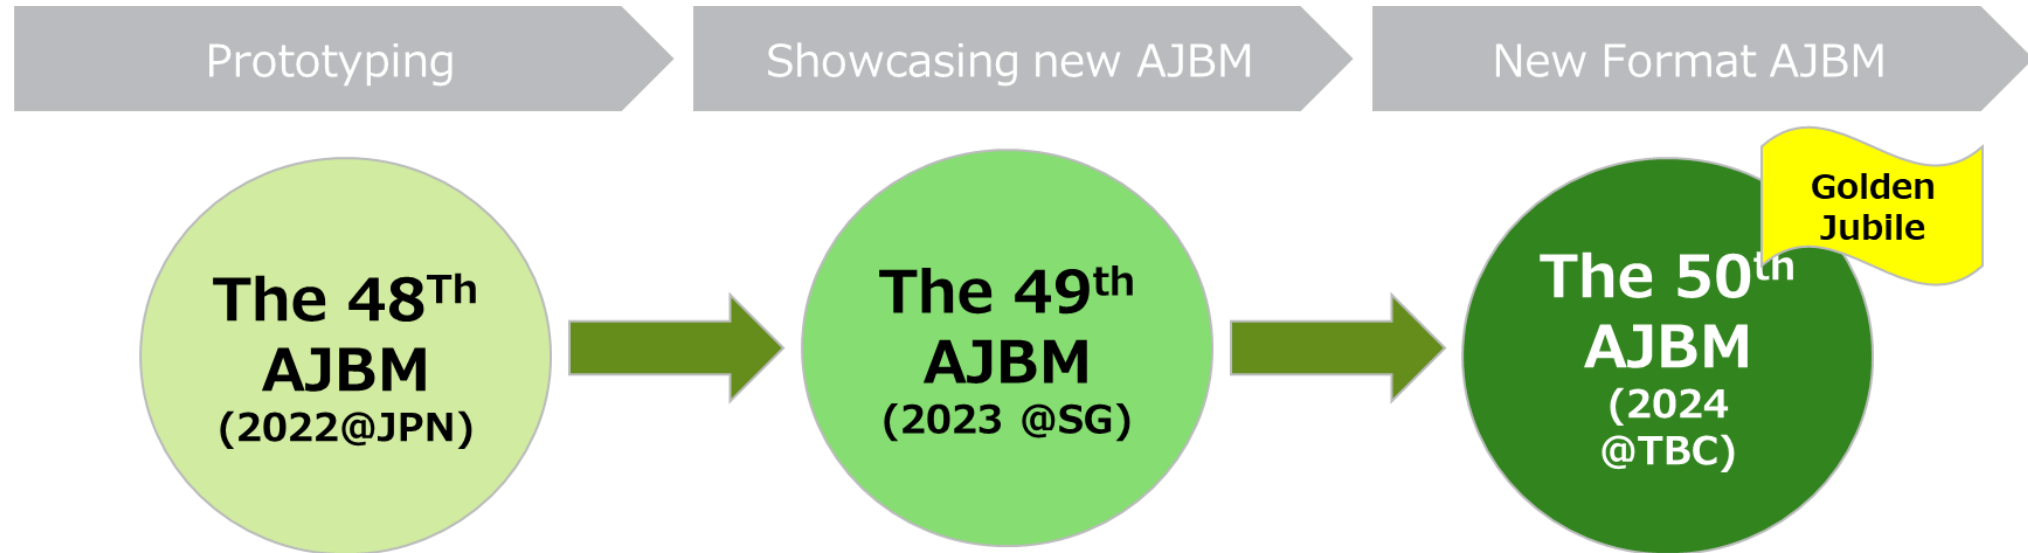 Prototyping
Showcasing new AJBM
New Format AJBM
The 48Th
AJBM
(2022@JPN)
The 49th
AJBM
(2023 @SG)
Golden
Jubile
The 50th
AJBM
(2024
@TBC)